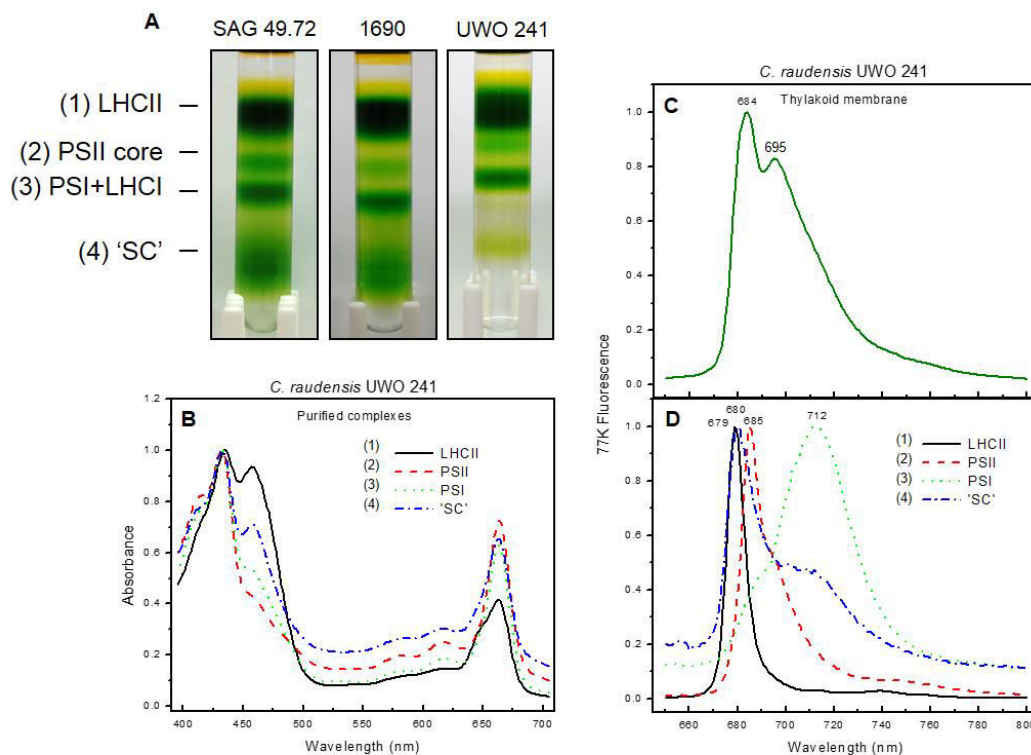 A
SAG 49.72
1690
UWO 241
(1) LHCII
(2) PSII core
(3) PSI+LHCI
(4) 'SC'
C. raudensis UWO 241
B
Purified complexes
(1) LHCII
(2) PSII
(3) PSI
(4) 'SC'
Absorbance
1.2
1.0
0.8
0.6
0.4
0.2
0.0
400 450 500 550 600 650 700
Wavelength (nm)
C. raudensis UWO 241
C
Thylakoid membrane
684
695
1.0
0.8
0.6
0.4
0.2
0.0
77K Fluorescence
D
679
680
685
712
(1) LHCII
(2) PSII
(3) PSI
(4) 'SC'
1.0
0.8
0.6
0.4
0.2
0.0
660 680 700 720 740 760 780 800
Wavelength (nm)